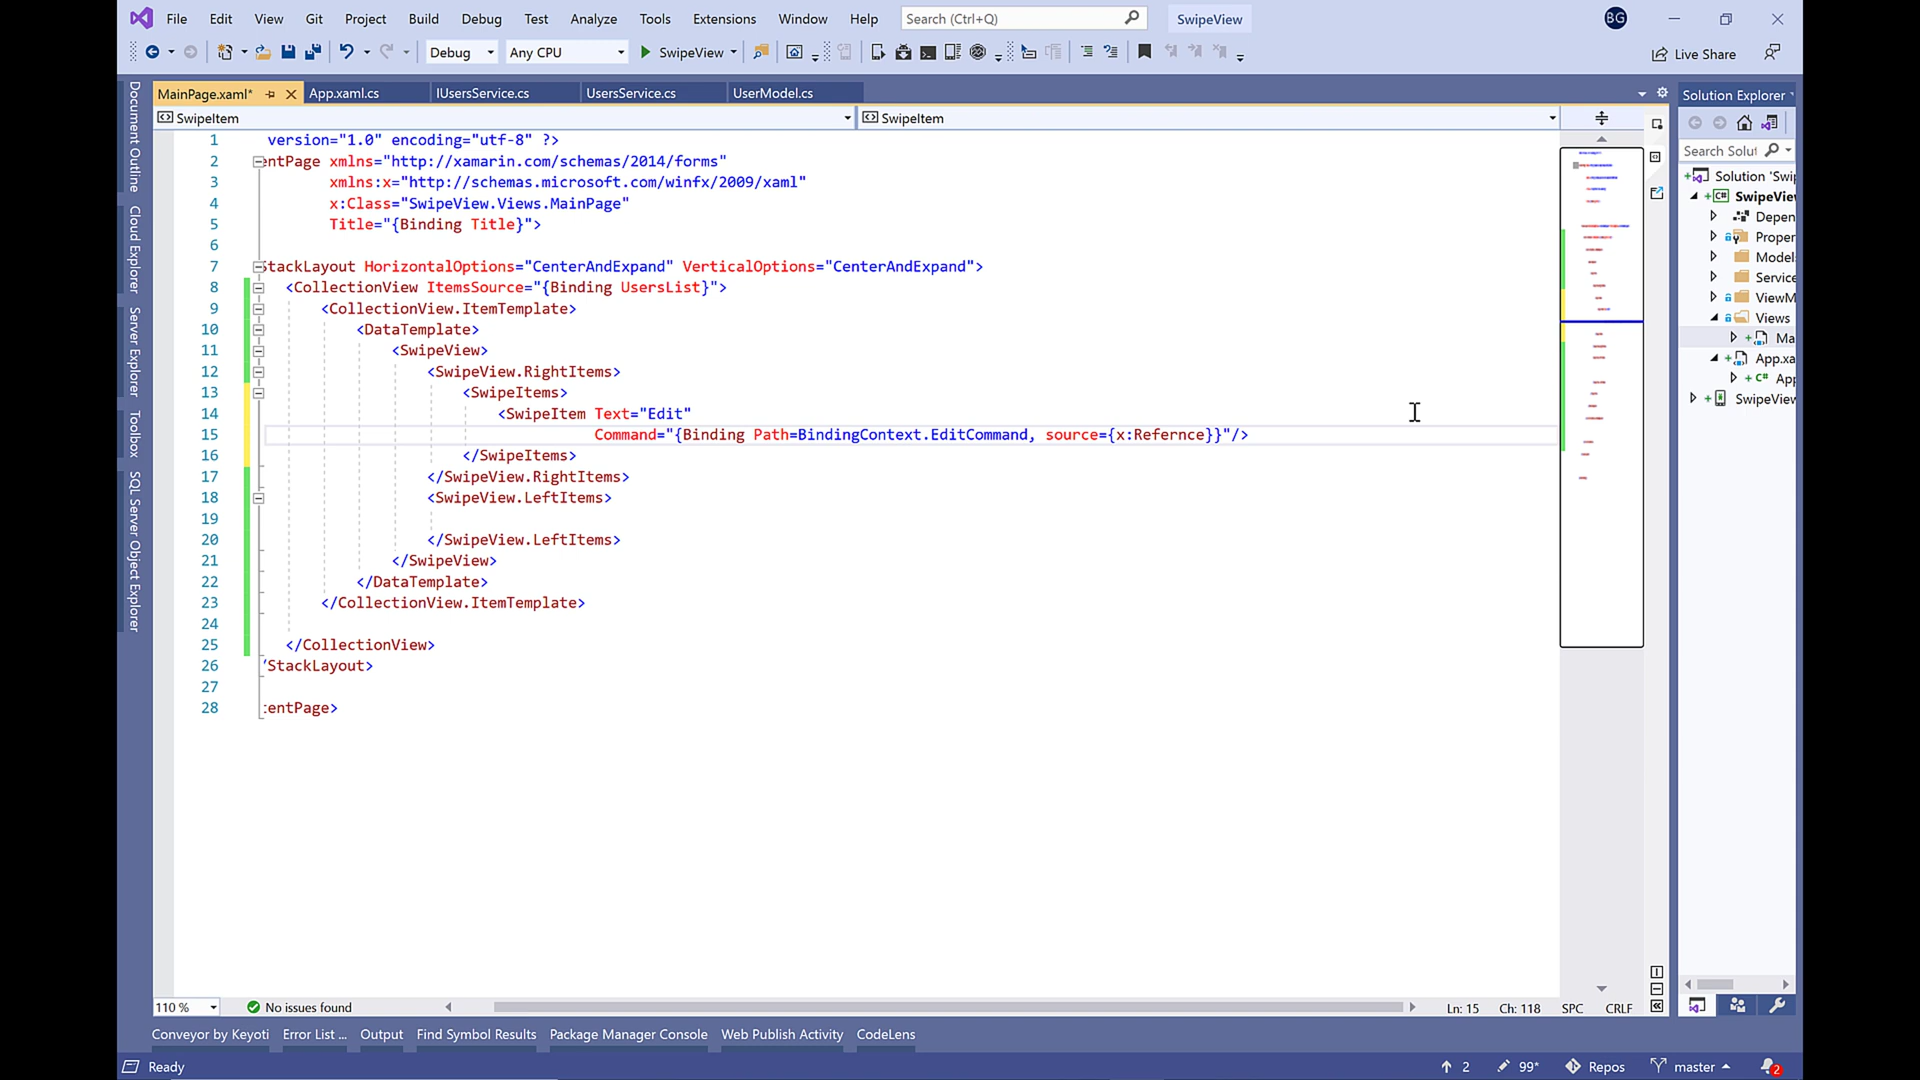 File Edit View Git Project Build Debug Test Analyze Tools Extensions Window Help Search (Ctrl+Q) SwipeView BG
Debug Any CPU SwipeView Live Share
MainPage.xaml* App.xaml.cs IUsersService.cs UsersService.cs UserModel.cs
SwipeItem SwipeItem
1 version="1.0" encoding="utf-8" ?>
2 entPage xmlns="http://xamarin.com/schemas/2014/forms"
3 xmlns:x="http://schemas.microsoft.com/winfx/2009/xaml"
4 x:Class="SwipeView.Views.MainPage"
5 Title="{Binding Title}">
6
7 StackLayout HorizontalOptions="CenterAndExpand" VerticalOptions="CenterAndExpand">
8 <CollectionView ItemsSource="{Binding UsersList}">
9 <CollectionView.ItemTemplate>
10 <DataTemplate>
11 <SwipeView>
12 <SwipeView.RightItems>
13 <SwipeItems>
14 <SwipeItem Text="Edit"
15 Command="{Binding Path=BindingContext.EditCommand, source={x:Refernce}}"/>
16 </SwipeItems>
17 </SwipeView.RightItems>
18 <SwipeView.LeftItems>
19
20 </SwipeView.LeftItems>
21 </SwipeView>
22 </DataTemplate>
23 </CollectionView.ItemTemplate>
24
25 </CollectionView>
26 /StackLayout>
27
28 tentPage>
Document Outline
Cloud Explorer
Server Explorer
Toolbox
SQL Server Object Explorer
Solution Explorer
Search Solut
Solution 'Swi
SwipeView
Depen
Proper
Model
Service
ViewM
Views
Ma
App.xa
C# App
SwipeView
110 % No issues found Ln: 15 Ch: 118 SPC CRLF
Conveyor by Keyoti Error List ... Output Find Symbol Results Package Manager Console Web Publish Activity CodeLens
Ready 2 99* Repos master 2